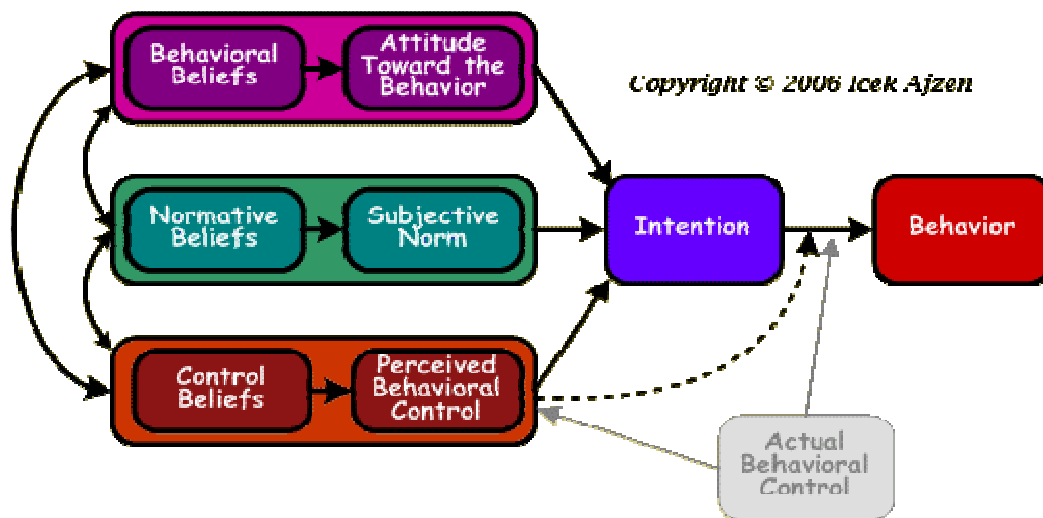 Behavioral
Beliefs
Attitude
Toward the
Behavior
Copyright © 2006 Icek Ajzen
Normative
Beliefs
Subjective
Norm
Intention
Behavior
Control
Beliefs
Perceived
Behavioral
Control
Actual
Behavioral
Control